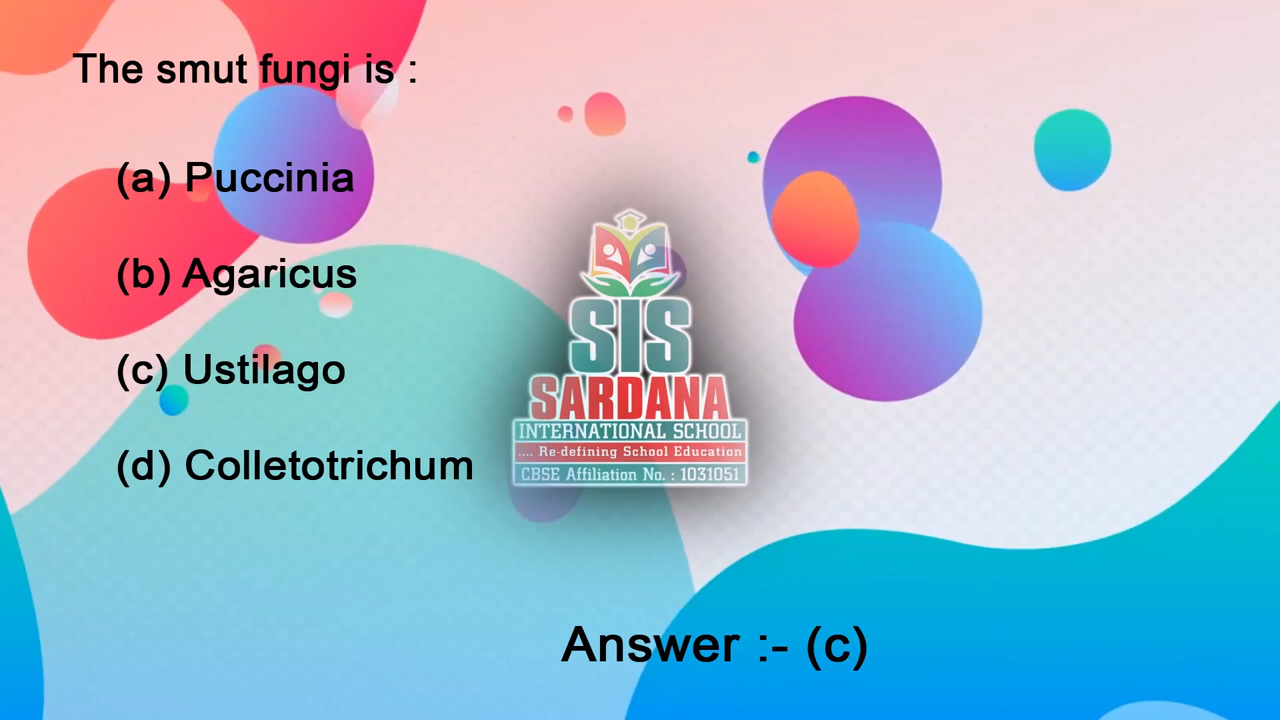 The smut fungi is :
(a) Puccinia
(b) Agaricus
(c) Ustilago
(d) Colletotrichum
SIS
SARDANA
INTERNATIONAL SCHOOL
.... Re-defining School Education
CBSE Affiliation No. : 1031051
Answer :- (c)